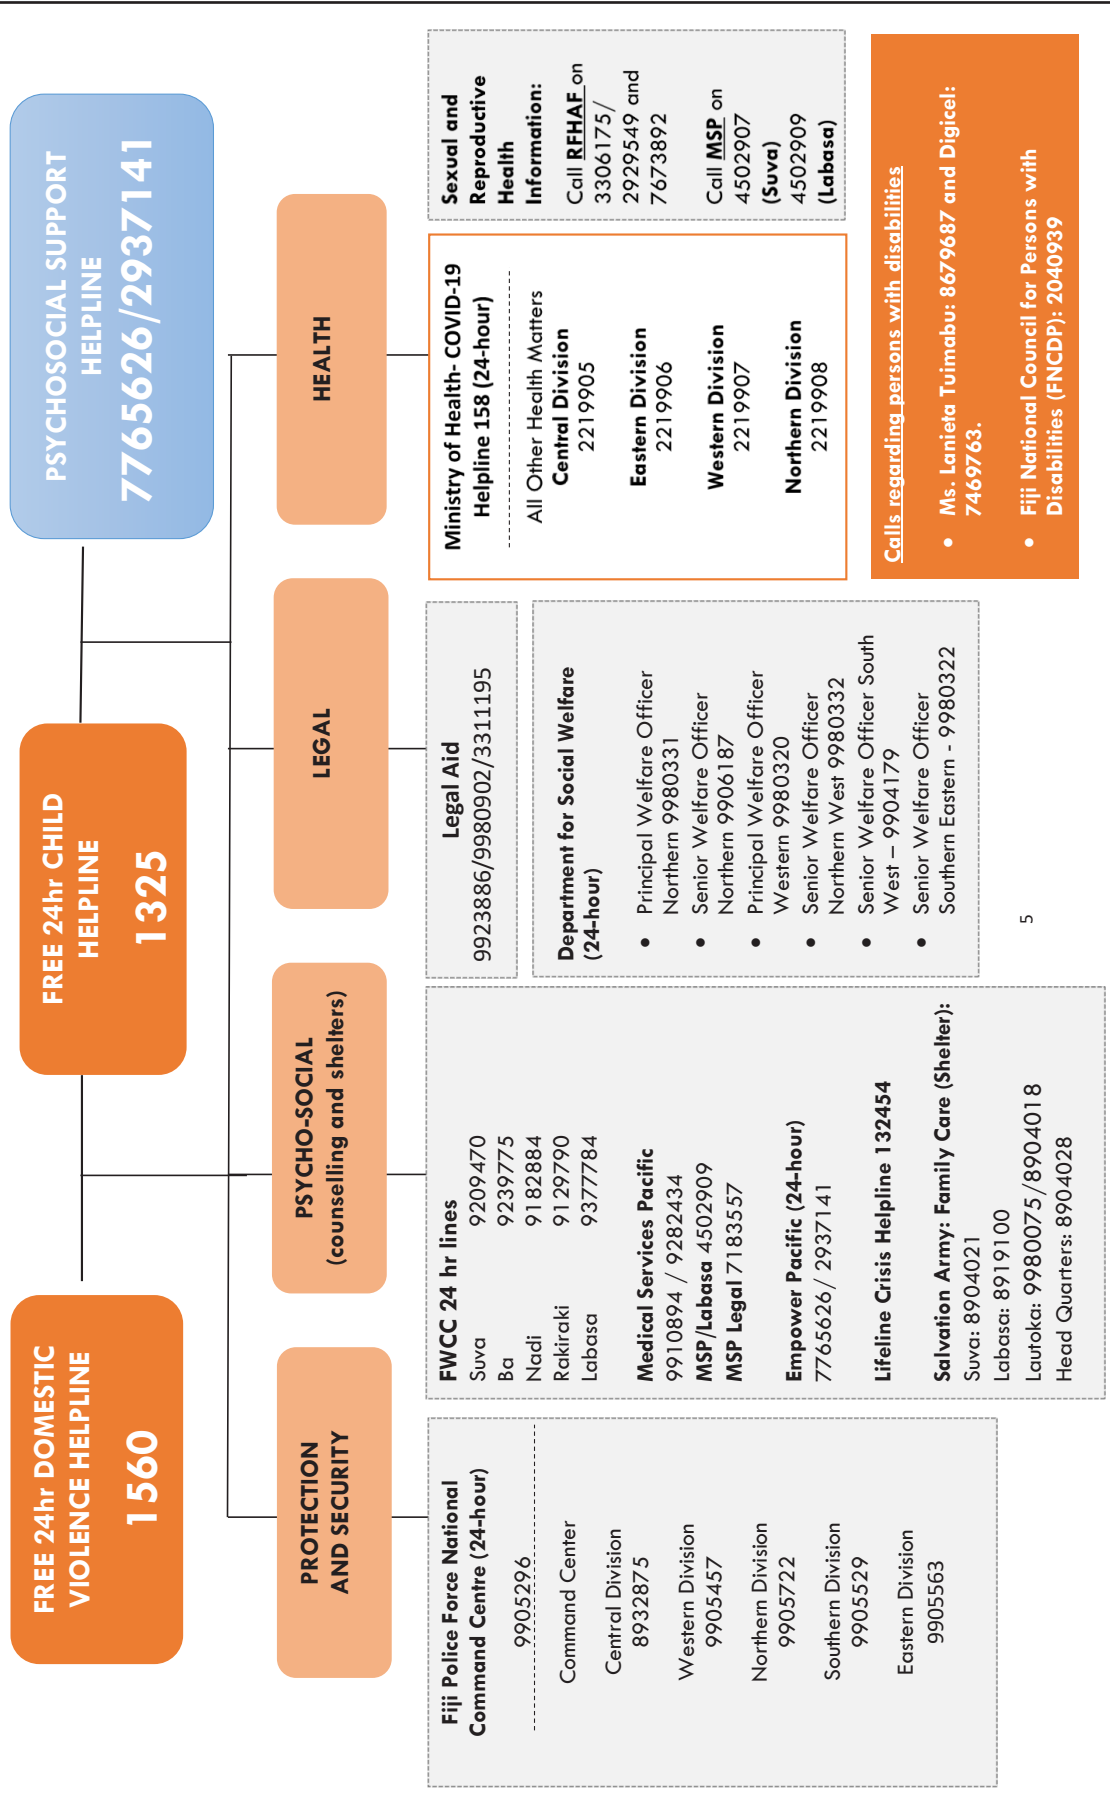 FREE 24hr DOMESTIC
VIOLENCE HELPLINE
1560
FREE 24hr CHILD
HELPLINE
1325
PSYCHOSOCIAL SUPPORT
HELPLINE
7765626/2937141
PROTECTION
AND SECURITY
PSYCHO-SOCIAL
(counselling and shelters)
LEGAL
HEALTH
Fiji Police Force National
Command Centre (24-hour)
9905296
Command Center
Central Division
8932875
Western Division
9905457
Northern Division
9905722
Southern Division
9905529
Eastern Division
9905563
FWCC 24 hr lines
Suva 9209470
Ba 9239775
Nadi 9182884
Rakiraki 9129790
Labasa 9377784
Medical Services Pacific
9910894 / 9282434
MSP/Labasa 4502909
MSP Legal 7183557
Empower Pacific (24-hour)
7765626/ 2937141
Lifeline Crisis Helpline 132454
Salvation Army: Family Care (Shelter):
Suva: 8904021
Labasa: 8919100
Lautoka: 9980075/8904018
Head Quarters: 8904028
Legal Aid
9923886/9980902/3311195
Department for Social Welfare
(24-hour)
• Principal Welfare Officer
Northern 9980331
• Senior Welfare Officer
Northern 9906187
• Principal Welfare Officer
Western 9980320
• Senior Welfare Officer
Northern West 9980332
• Senior Welfare Officer South
West – 9904179
• Senior Welfare Officer
Southern Eastern - 9980322
Ministry of Health- COVID-19
Helpline 158 (24-hour)
All Other Health Matters
Central Division
2219905
Eastern Division
2219906
Western Division
2219907
Northern Division
2219908
Sexual and
Reproductive
Health
Information:
Call RFHAF on
3306175/
2929549 and
7673892
Call MSP on
4502907
(Suva)
4502909
(Labasa)
Calls regarding persons with disabilities
• Ms. Lanieta Tuimabu: 8679687 and Digicel:
7469763.
• Fiji National Council for Persons with
Disabilities (FNCDP): 2040939
5